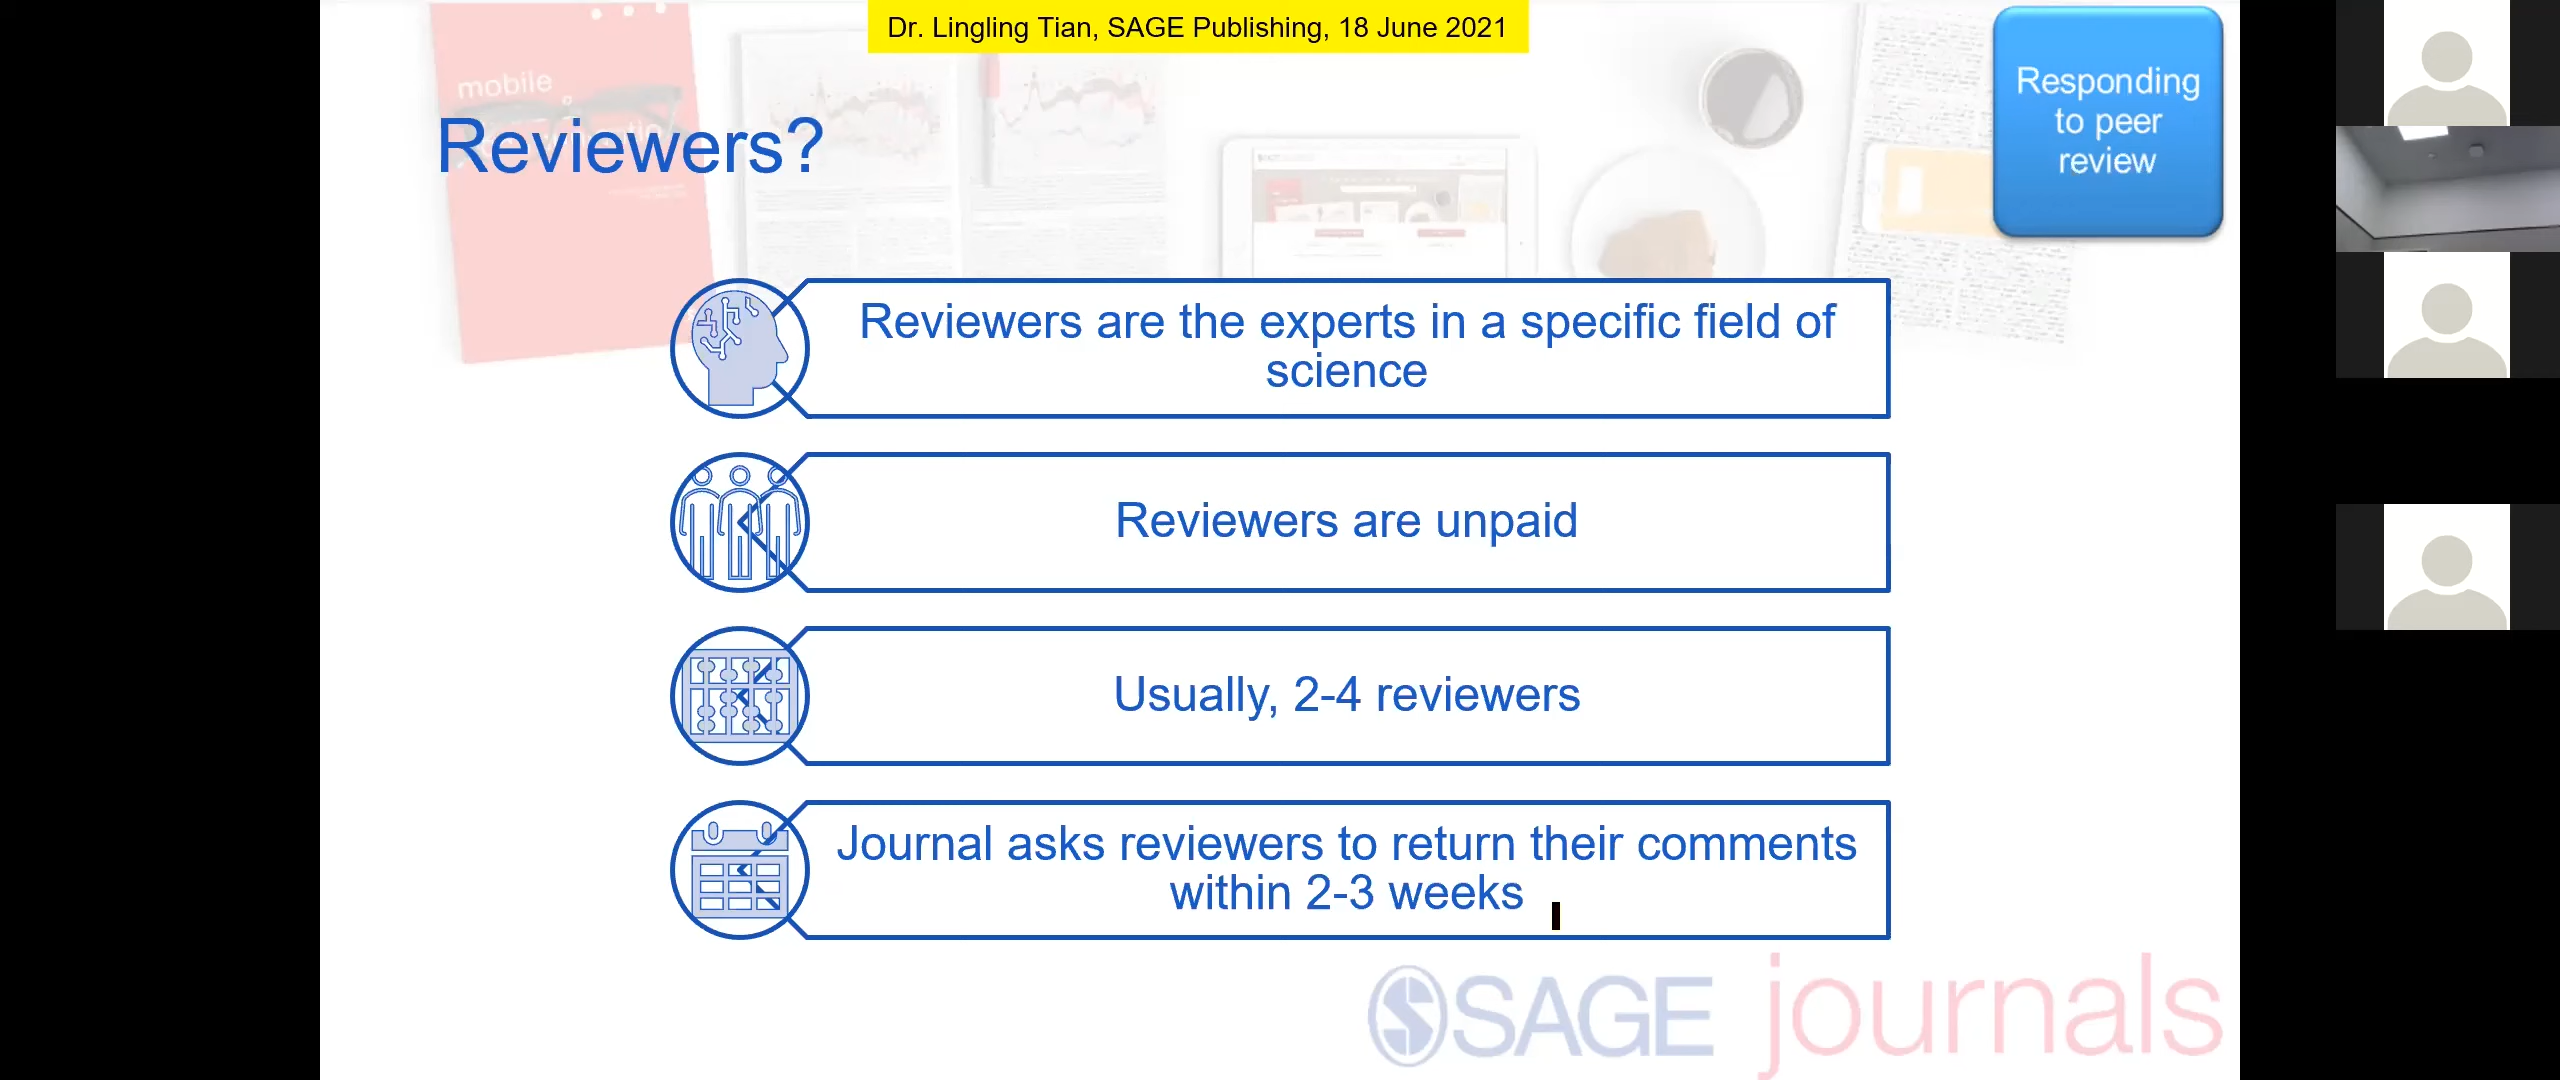 Dr. Lingling Tian, SAGE Publishing, 18 June 2021
Responding
to peer
review
mobile
Reviewers?
Reviewers are the experts in a specific field of
science
Reviewers are unpaid
Usually, 2-4 reviewers
Journal asks reviewers to return their comments
within 2-3 weeks
SAGE journals